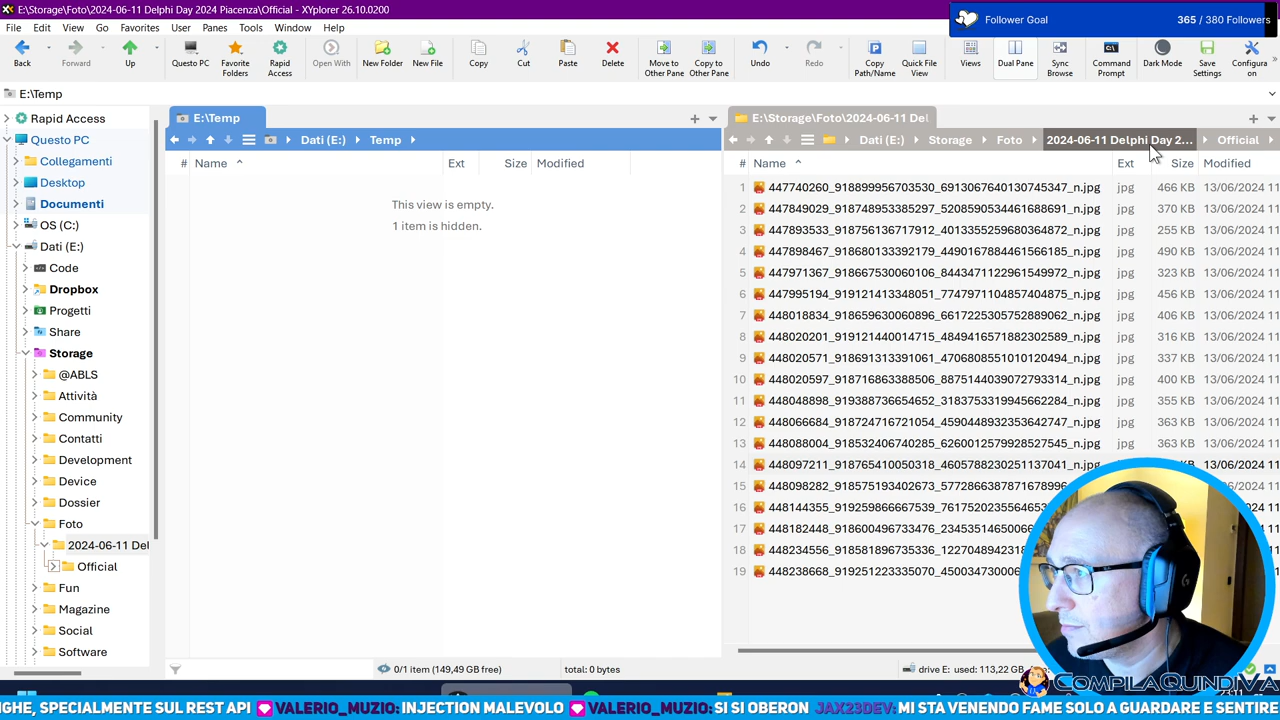 E:\Storage\Foto\2024-06-11 Delphi Day 2024 Piacenza\Official - XYplorer 26.10.0200
Follower Goal 365 / 380 Followers
File Edit View Go Favorites User Panes Tools Window Help
Back Forward Up Questo PC Favorite Folders Rapid Access Open With New Folder New File Copy Cut Paste Delete Move to Other Pane Copy to Other Pane Undo Redo Copy Path/Name Quick File View Views Dual Pane Sync Browse Command Prompt Dark Mode Save Settings Configura on
E:\Temp
Rapid Access
Questo PC
Collegamenti
Desktop
Documenti
OS (C:)
Dati (E:)
Code
Dropbox
Progetti
Share
Storage
@ABLS
Attività
Community
Contatti
Development
Device
Dossier
Foto
2024-06-11 Del
Official
Fun
Magazine
Social
Software
E:\Temp
Dati (E:) Temp
# Name Ext Size Modified
This view is empty.
1 item is hidden.
0/1 item (149,49 GB free) total: 0 bytes
E:\Storage\Foto\2024-06-11 Del
Dati (E:) Storage Foto 2024-06-11 Delphi Day 2... Official
# Name Ext Size Modified
1 447740260_918899956703530_6913067640130745347_n.jpg jpg 466 KB 13/06/2024 11
2 447849029_918748953385297_5208590534461688691_n.jpg jpg 370 KB 13/06/2024 11
3 447893533_918756136717912_4013355259680364872_n.jpg jpg 255 KB 13/06/2024 11
4 447898467_918680133392179_4490167884461566185_n.jpg jpg 490 KB 13/06/2024 11
5 447971367_918667530060106_8443471122961549972_n.jpg jpg 323 KB 13/06/2024 11
6 447995194_919121413348051_7747971104857404875_n.jpg jpg 456 KB 13/06/2024 11
7 448018834_918659630060896_6617225305752889062_n.jpg jpg 406 KB 13/06/2024 11
8 448020201_919121440014715_4849416571882302589_n.jpg jpg 316 KB 13/06/2024 11
9 448020571_918691313391061_4706808551010120494_n.jpg jpg 337 KB 13/06/2024 11
10 448020597_918716863388506_8875144039072793314_n.jpg jpg 400 KB 13/06/2024 11
11 448048898_919388736654652_3183753319945662284_n.jpg jpg 355 KB 13/06/2024 11
12 448066684_918724716721054_4590448932353642747_n.jpg jpg 363 KB 13/06/2024 11
13 448088004_918532406740285_6260012579928527545_n.jpg jpg 363 KB 13/06/2024 11
14 448097211_918765410050318_4605788230251137041_n.jpg jpg KB 13/06/2024 11
15 448098282_918575193402673_5772866387871678996
16 448144355_919259866667539_761752023556465
17 448182448_918600496733476_23453514650066
18 448234556_918581896735336_1227048942318
19 448238668_919251223335070_450034730006
drive E: used: 113,22 GB
COMPILAQUINDIVA
GHE, SPECIALMENTE SUL REST API VALERIO_MUZIO: INJECTION MALEVOLO VALERIO_MUZIO: SI SI OBERON JAX23DEV: MI STA VENENDO FAME SOLO A GUARDARE E SENTIRE